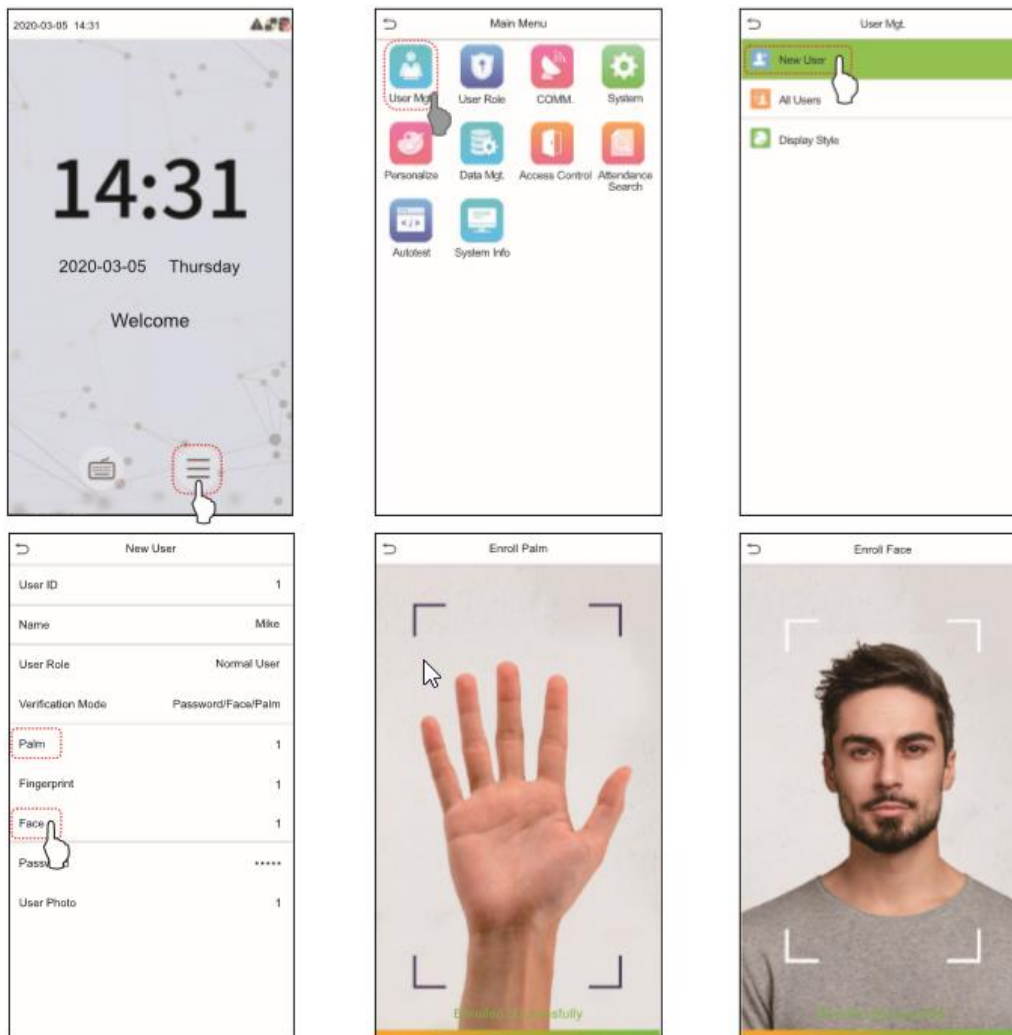 2020-03-05 14:31
14:31
2020-03-05 Thursday
Welcome
Main Menu
User Mgt.
User Role
COMM.
System
Personalize
Data Mgt.
Access Control
Attendance
Search
Autotest
System Info
User Mgt.
New User
All Users
Display Style
New User
User ID 1
Name Mike
User Role Normal User
Verification Mode Password/Face/Palm
Palm 1
Fingerprint 1
Face 1
Password •••••
User Photo 1
Enroll Palm
Enrolled successfully
Enroll Face